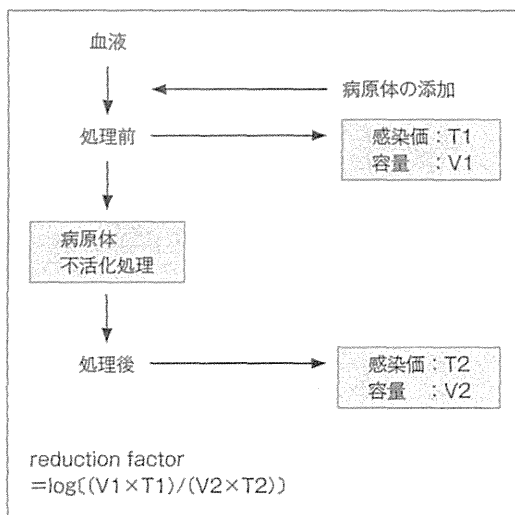 血液
病原体の添加
処理前
感染価：T1
容量　：V1
病原体
不活化処理
処理後
感染価：T2
容量　：V2
reduction factor
=log〔(V1×T1)/(V2×T2)〕